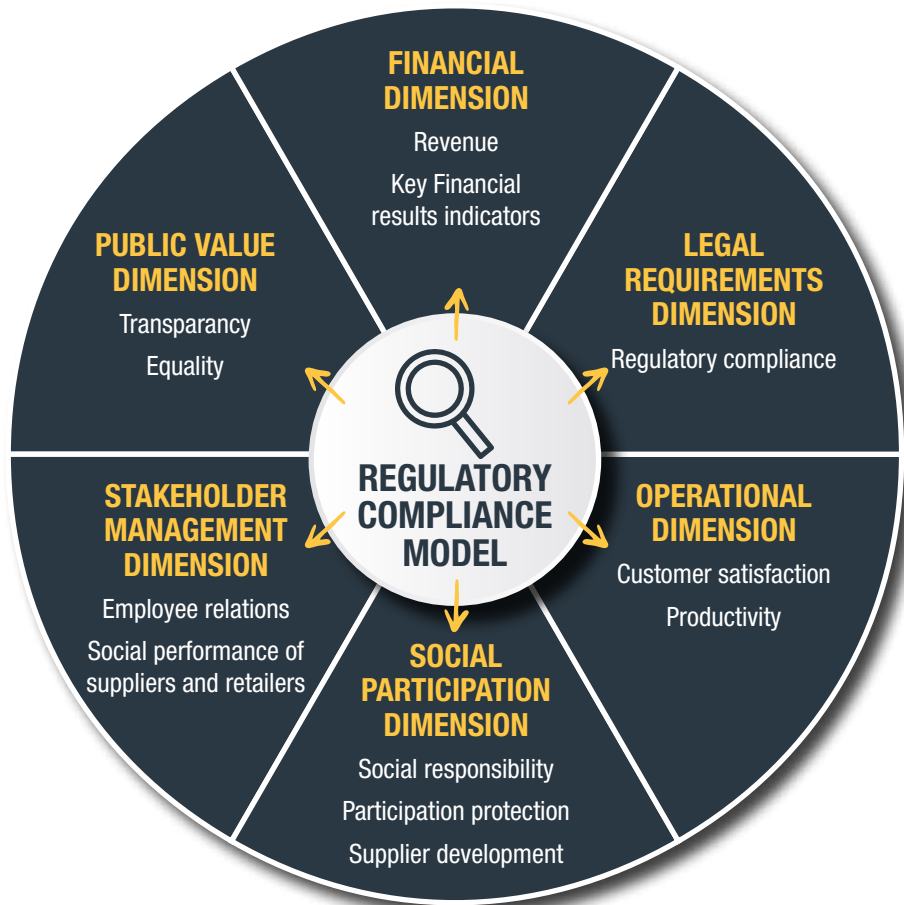 FINANCIAL
DIMENSION
Revenue
Key Financial
results indicators
LEGAL
REQUIREMENTS
DIMENSION
Regulatory compliance
OPERATIONAL
DIMENSION
Customer satisfaction
Productivity
SOCIAL
PARTICIPATION
DIMENSION
Social responsibility
Participation protection
Supplier development
STAKEHOLDER
MANAGEMENT
DIMENSION
Employee relations
Social performance of
suppliers and retailers
PUBLIC VALUE
DIMENSION
Transparancy
Equality
REGULATORY
COMPLIANCE
MODEL